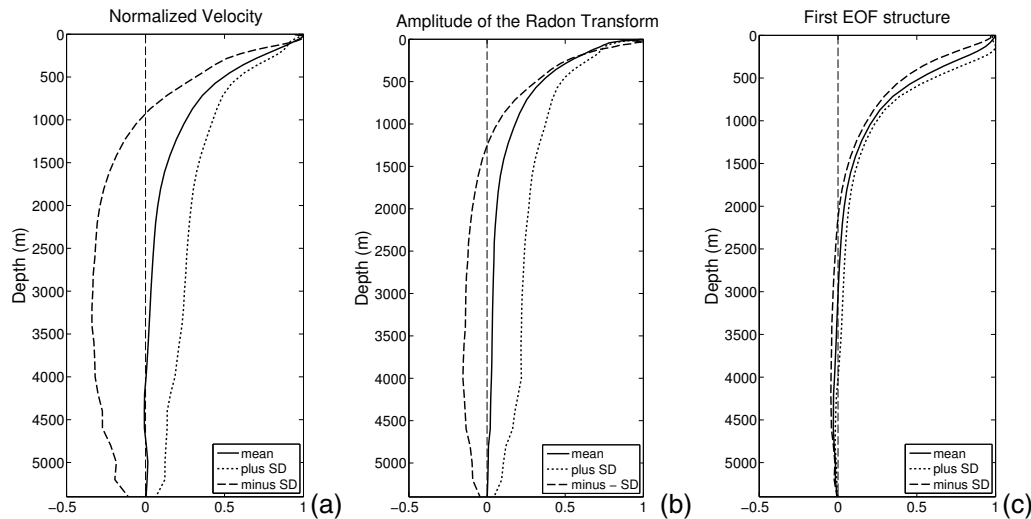 Normalized Velocity
0
500
1000
1500
2000
2500
3000
3500
4000
4500
5000
Depth (m)
−0.5 0 0.5 1
mean
plus SD
minus SD
(a)
Amplitude of the Radon Transform
0
500
1000
1500
2000
2500
3000
3500
4000
4500
5000
Depth (m)
−0.5 0 0.5 1
mean
plus SD
minus − SD
(b)
First EOF structure
0
500
1000
1500
2000
2500
3000
3500
4000
4500
5000
Depth (m)
−0.5 0 0.5 1
mean
plus SD
minus SD
(c)